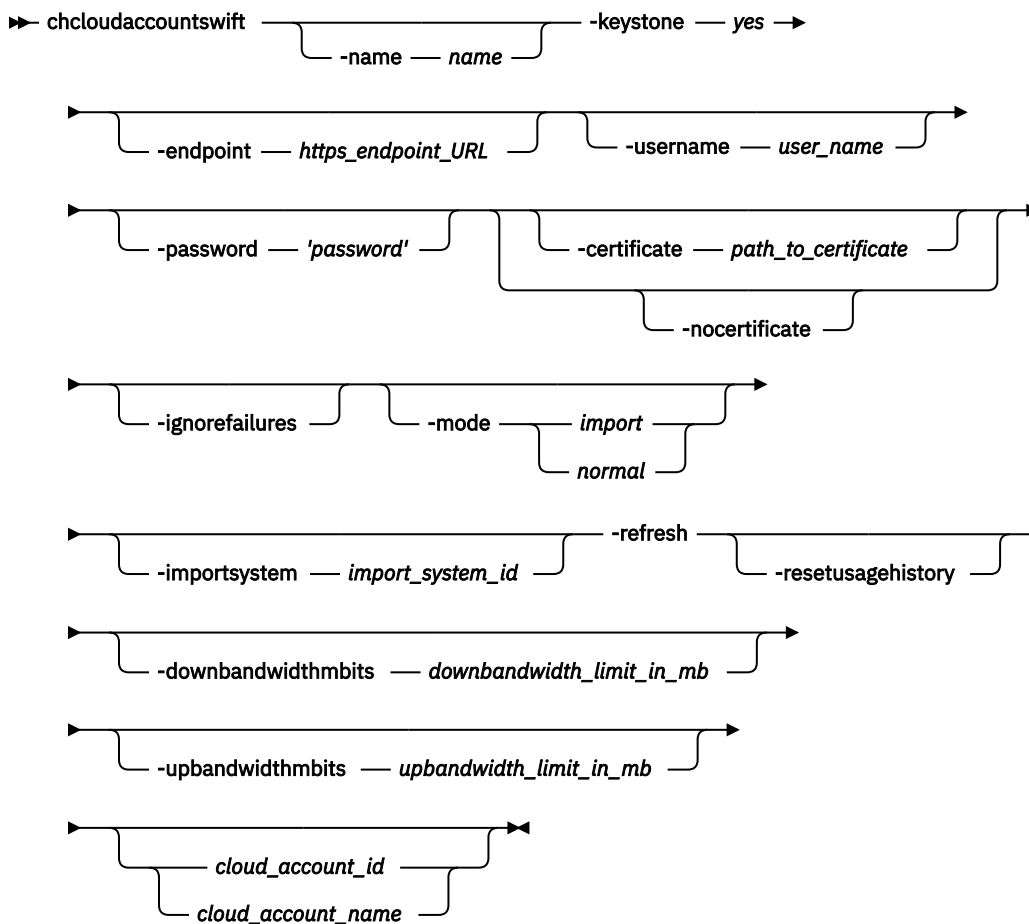 chcloudaccountswift -keystone yes
-name name
-endpoint https_endpoint_URL -username user_name
-password 'password' -certificate path_to_certificate
-nocertificate
-ignorefailures -mode import
normal
-refresh
-importsystem import_system_id -resetusagehistory
-downbandwidthmbits downbandwidth_limit_in_mb
-upbandwidthmbits upbandwidth_limit_in_mb
cloud_account_id
cloud_account_name